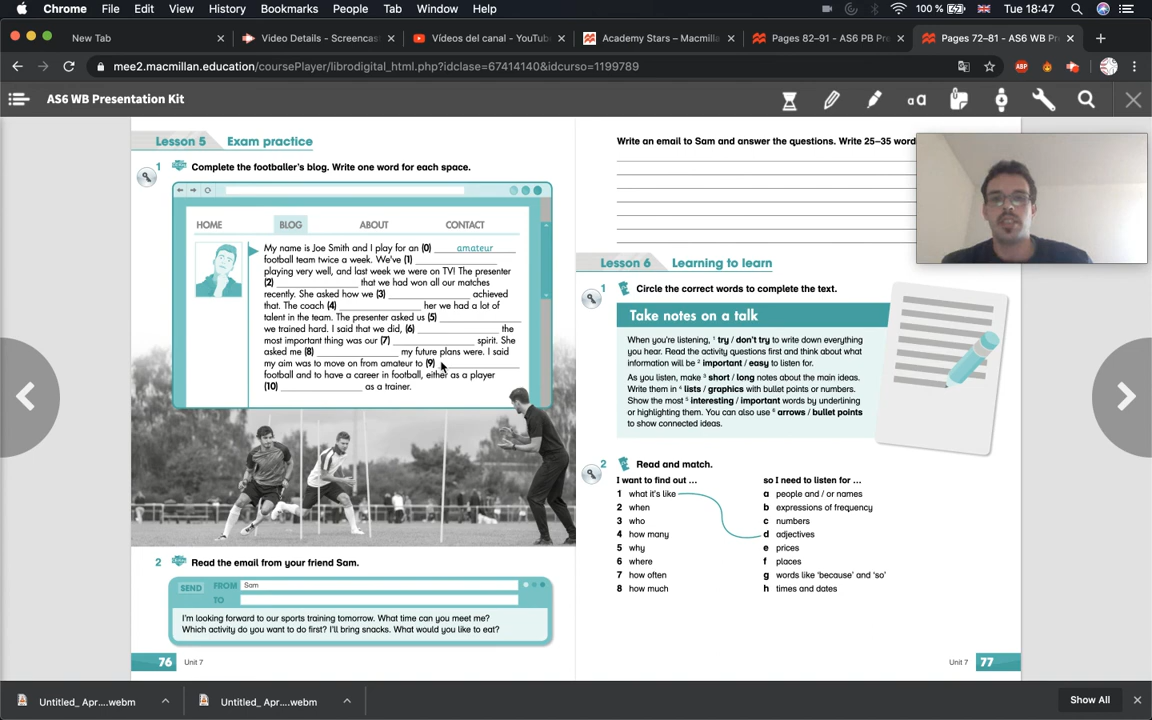 Chrome File Edit View History Bookmarks People Tab Window Help 100 % Tue 18:47
New Tab
Video Details - Screencas
Vídeos del canal - YouTub
Academy Stars – Macmilla
Pages 82–91 – AS6 PB Pr
Pages 72–81 – AS6 WB Pr
mee2.macmillan.education/coursePlayer/librodigital_html.php?idclase=67414140&idcurso=1199789
ABP
AS6 WB Presentation Kit
aA
Lesson 5 Exam practice
1 Complete the footballer's blog. Write one word for each space.
HOME BLOG ABOUT CONTACT
My name is Joe Smith and I play for an (0) amateur
football team twice a week. We've (1)
playing very well, and last week we were on TV! The presenter
(2) that we had won all our matches
recently. She asked how we (3) achieved
that. The coach (4) her we had a lot of
talent in the team. The presenter asked us (5)
we trained hard. I said that we did, (6) the
most important thing was our (7) spirit. She
asked me (8) my future plans were. I said
my aim was to move on from amateur to (9)
football and to have a career in football, either as a player
(10) as a trainer.
2 Read the email from your friend Sam.
SEND FROM Sam
TO
I'm looking forward to our sports training tomorrow. What time can you meet me?
Which activity do you want to do first? I'll bring snacks. What would you like to eat?
76 Unit 7
Write an email to Sam and answer the questions. Write 25–35 word
Lesson 6 Learning to learn
1 Circle the correct words to complete the text.
Take notes on a talk
When you're listening, 1 try / don't try to write down everything
you hear. Read the activity questions first and think about what
information will be 2 important / easy to listen for.
As you listen, make 3 short / long notes about the main ideas.
Write them in 4 lists / graphics with bullet points or numbers.
Show the most 5 interesting / important words by underlining
or highlighting them. You can also use 6 arrows / bullet points
to show connected ideas.
2 Read and match.
I want to find out ... so I need to listen for ...
1 what it's like a people and / or names
2 when b expressions of frequency
3 who c numbers
4 how many d adjectives
5 why e prices
6 where f places
7 how often g words like 'because' and 'so'
8 how much h times and dates
Unit 7 77
Untitled_ Apr....webm
Untitled_ Apr....webm
Show All